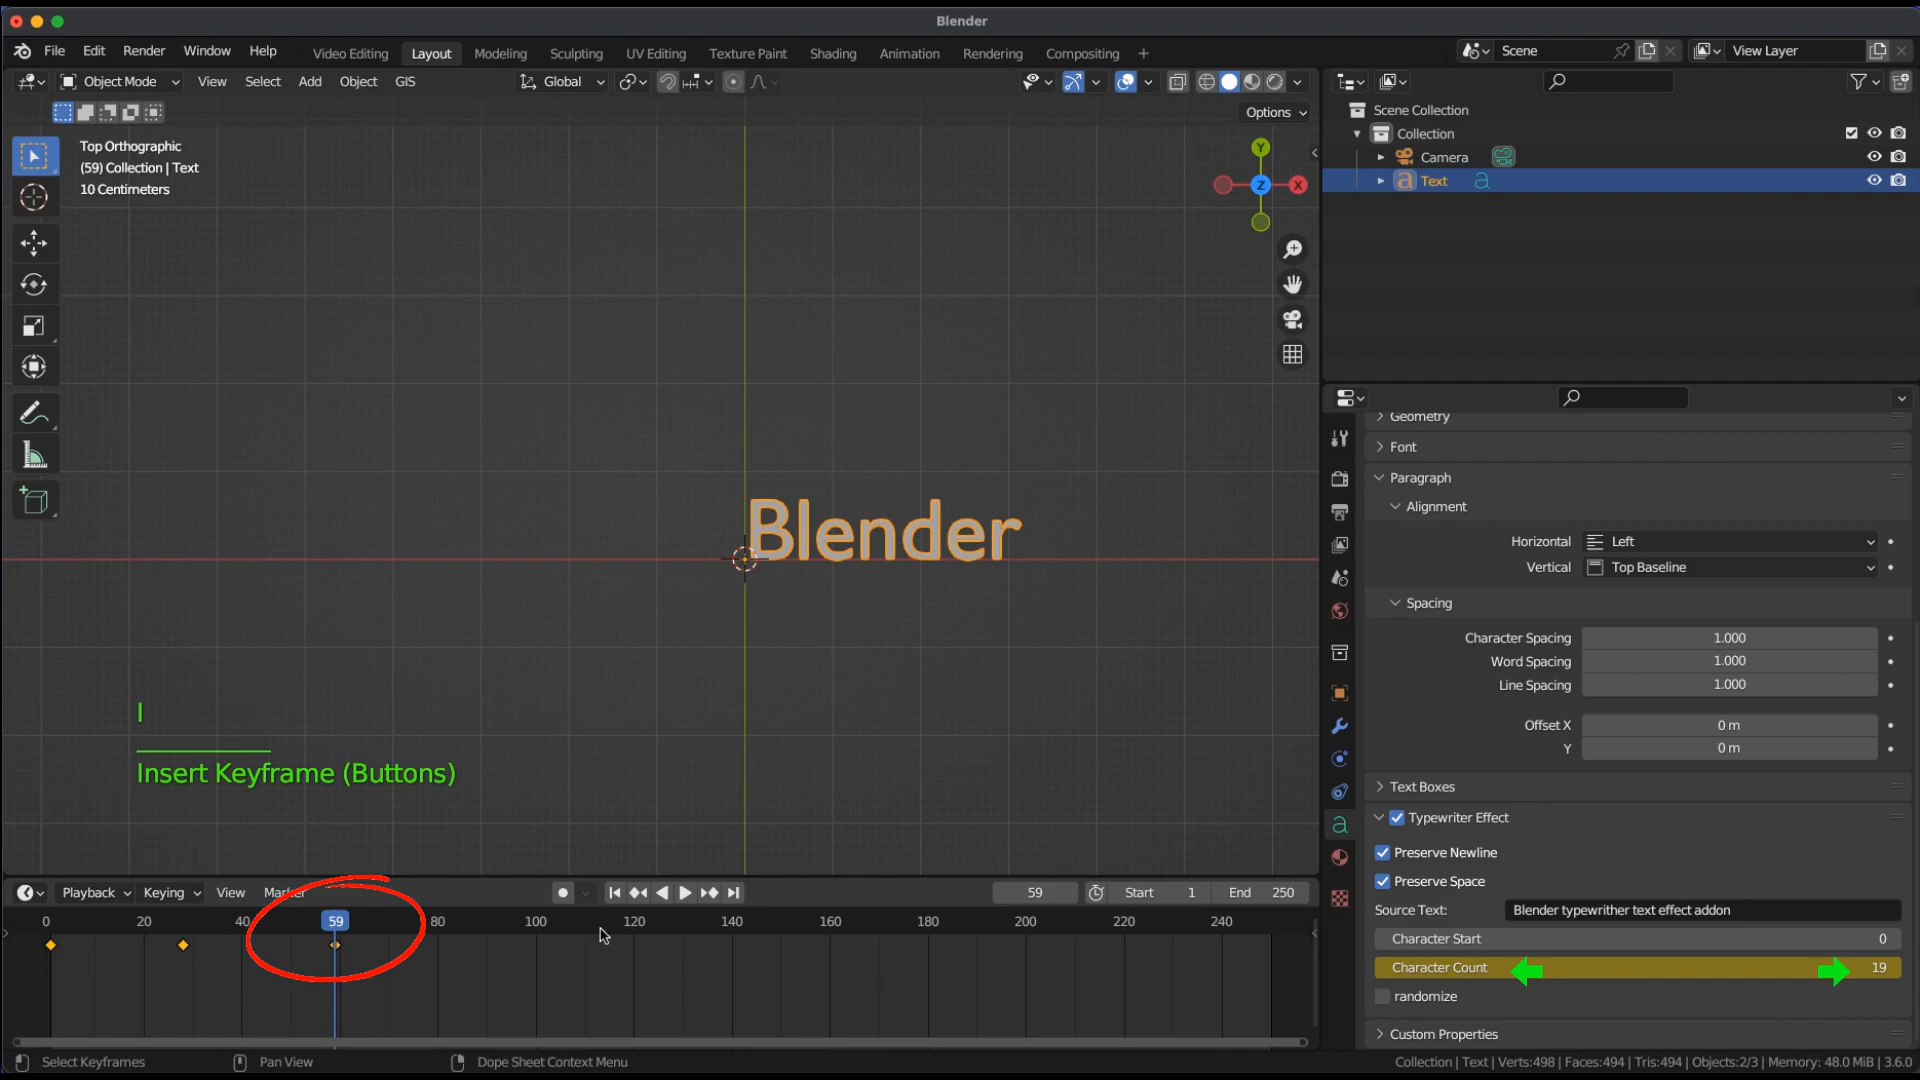 Blender
File Edit Render Window Help
Video Editing Layout Modeling Sculpting UV Editing Texture Paint Shading Animation Rendering Compositing +
Scene
View Layer
Object Mode View Select Add Object GIS
Global
Options
Top Orthographic
(59) Collection | Text
10 Centimeters
Y
Z
X
Scene Collection
Collection
Camera
Text
Blender
I
Insert Keyframe (Buttons)
Geometry
Font
Paragraph
Alignment
Horizontal Left
Vertical Top Baseline
Spacing
Character Spacing 1.000
Word Spacing 1.000
Line Spacing 1.000
Offset X 0 m
Y 0 m
Text Boxes
Typewriter Effect
Preserve Newline
Preserve Space
Source Text: Blender typewrither text effect addon
Character Start 0
Character Count 19
randomize
Custom Properties
Playback Keying View Marker
59 Start 1 End 250
0 20 40 59 80 100 120 140 160 180 200 220 240
Select Keyframes Pan View Dope Sheet Context Menu
Collection | Text | Verts:498 | Faces:494 | Tris:494 | Objects:2/3 | Memory: 48.0 MiB | 3.6.0